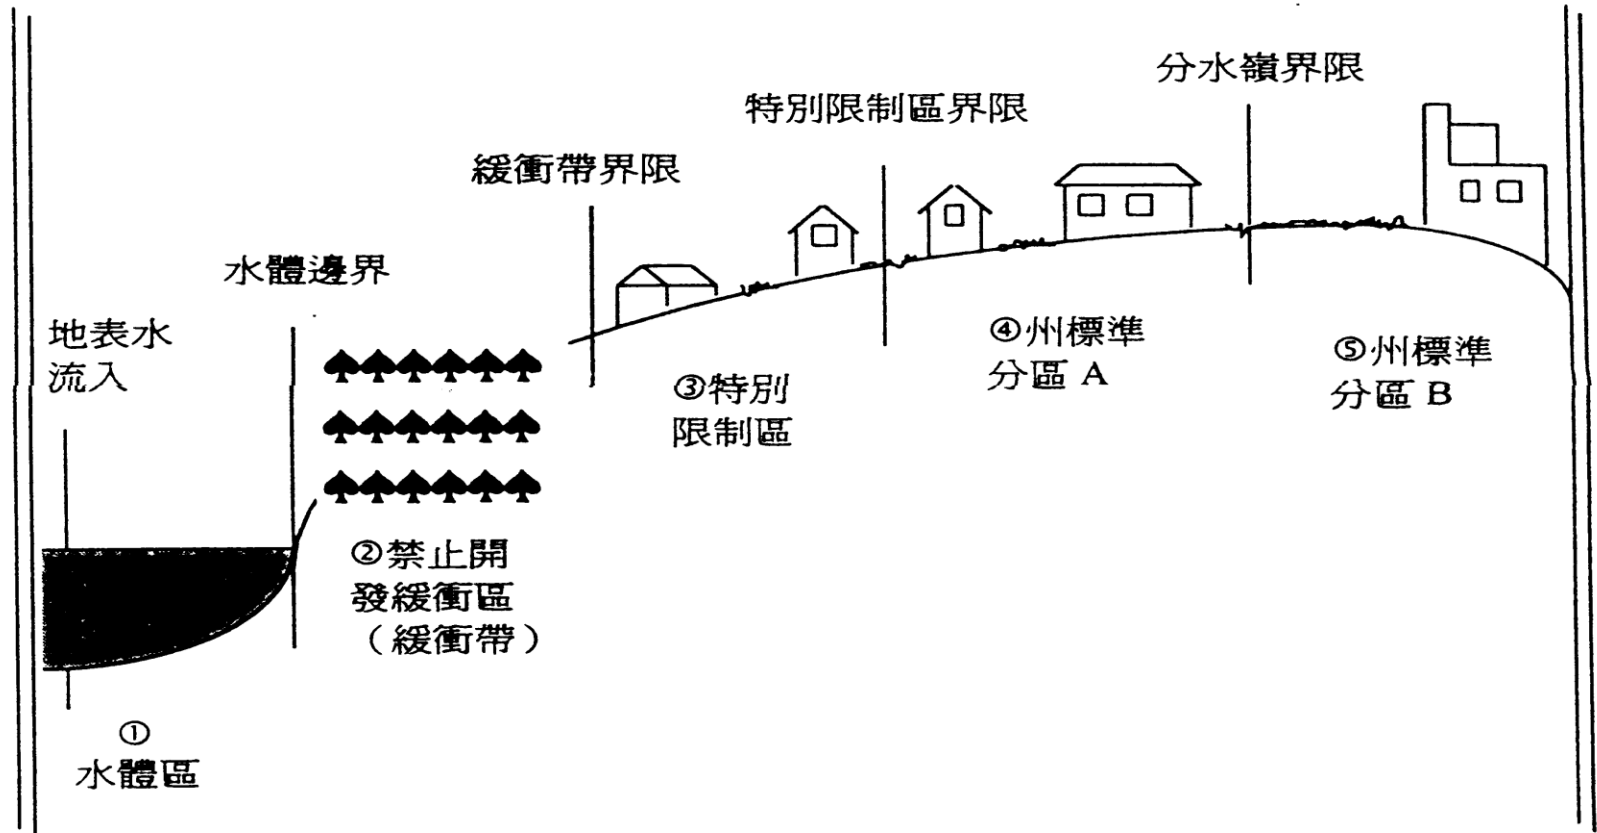 分水嶺界限
特別限制區界限
緩衝帶界限
水體邊界
地表水
流入
④州標準
分區 A
⑤州標準
分區 B
③特別
限制區
②禁止開
發緩衝區
（緩衝帶）
①
水體區